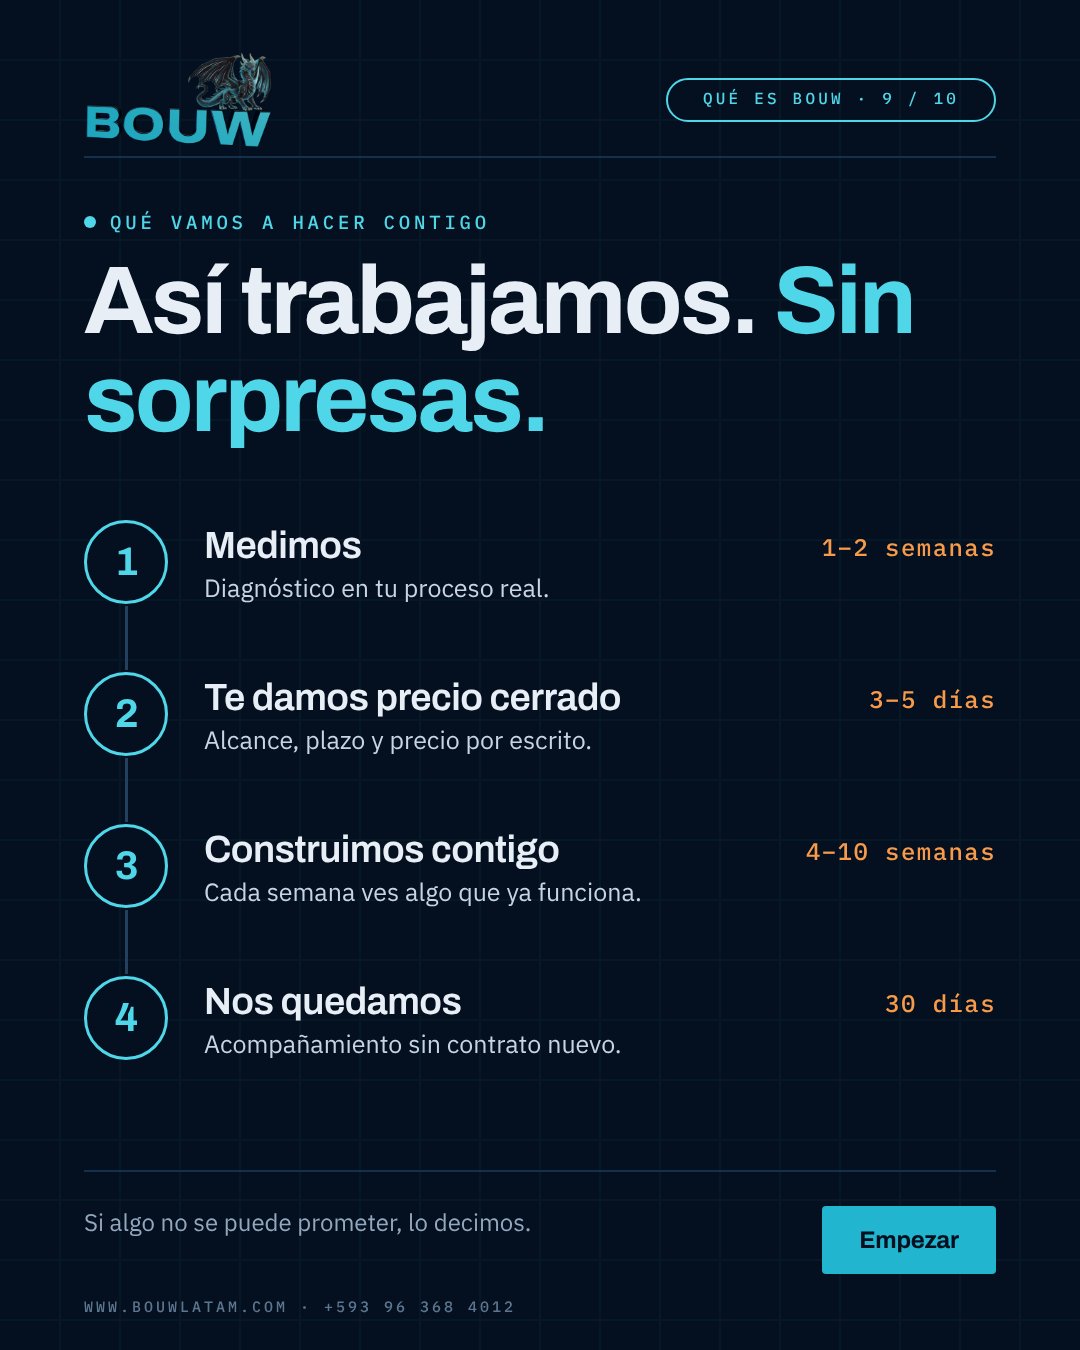 BOUW
QUÉ ES BOUW · 9 / 10
QUÉ VAMOS A HACER CONTIGO
Así trabajamos. Sin
sorpresas.
1
Medimos
1–2 semanas
Diagnóstico en tu proceso real.
2
Te damos precio cerrado
3–5 días
Alcance, plazo y precio por escrito.
3
Construimos contigo
4–10 semanas
Cada semana ves algo que ya funciona.
4
Nos quedamos
30 días
Acompañamiento sin contrato nuevo.
Si algo no se puede prometer, lo decimos.
Empezar
WWW.BOUWLATAM.COM · +593 96 368 4012